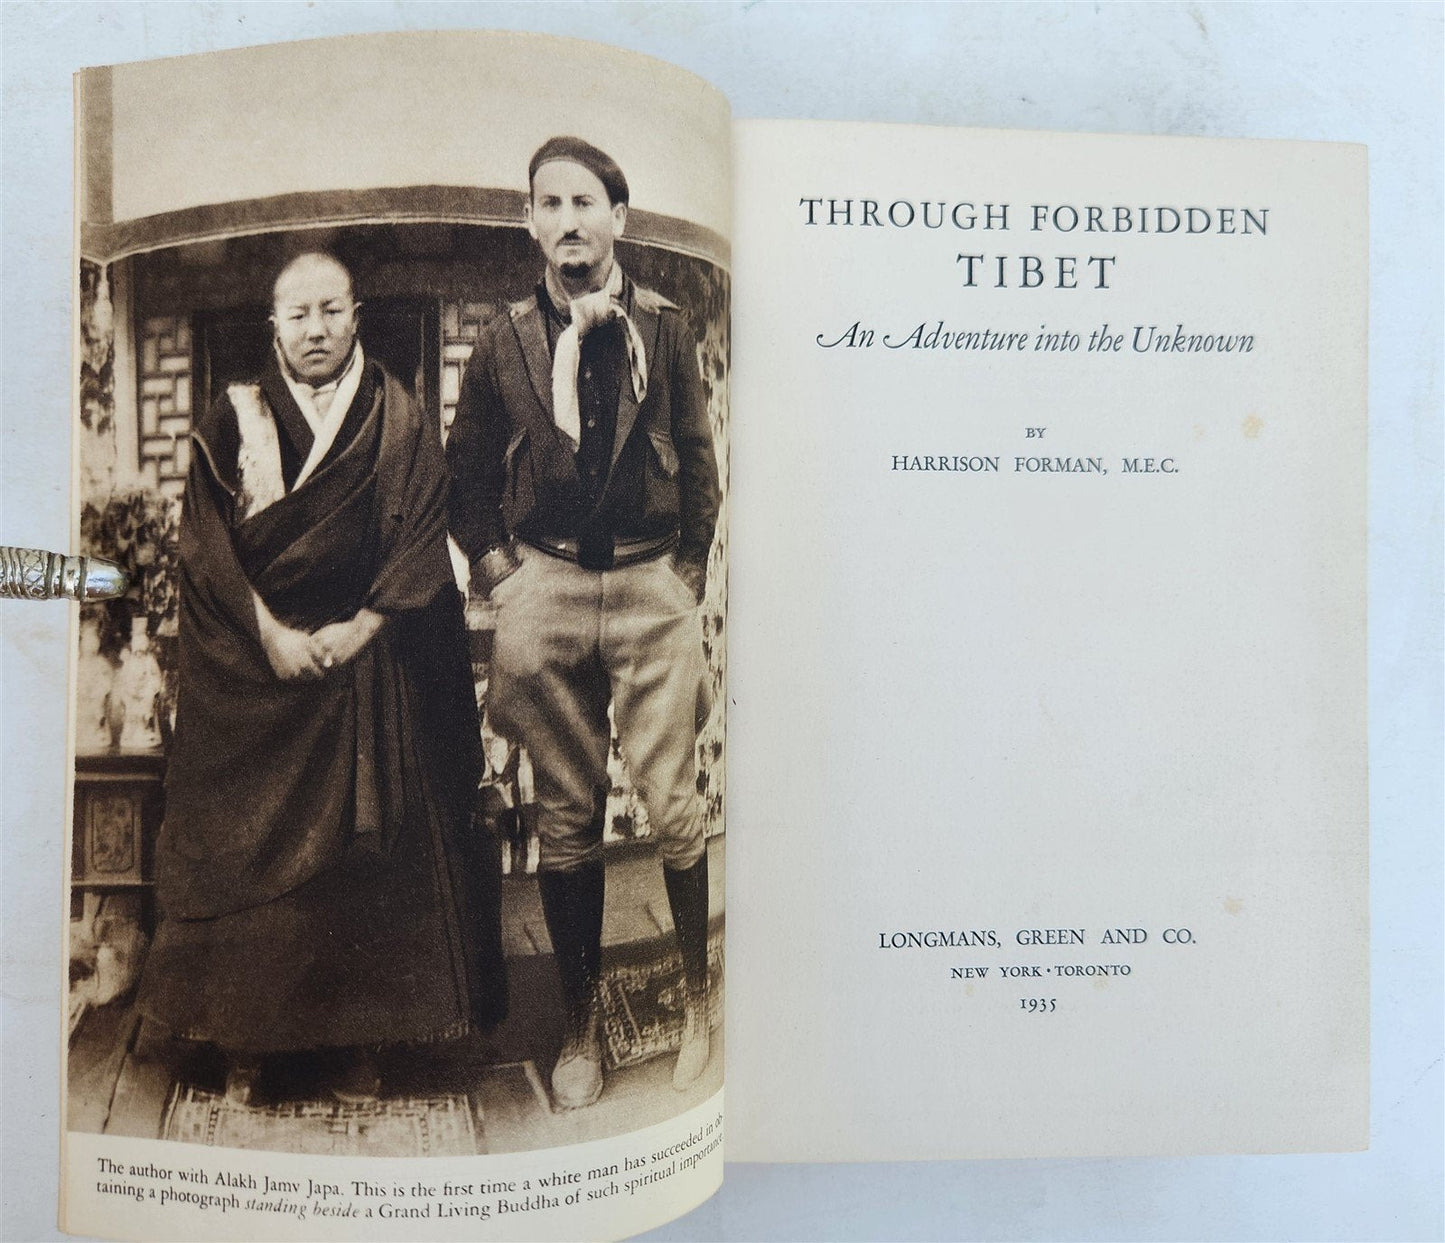 The author with Alakh Jamv Japa. This is the first time a white man has succeeded in ob-
taining a photograph standing beside a Grand Living Buddha of such spiritual importance
THROUGH FORBIDDEN
TIBET
An Adventure into the Unknown
BY
HARRISON FORMAN, M.E.C.
LONGMANS, GREEN AND CO.
NEW YORK · TORONTO
1935